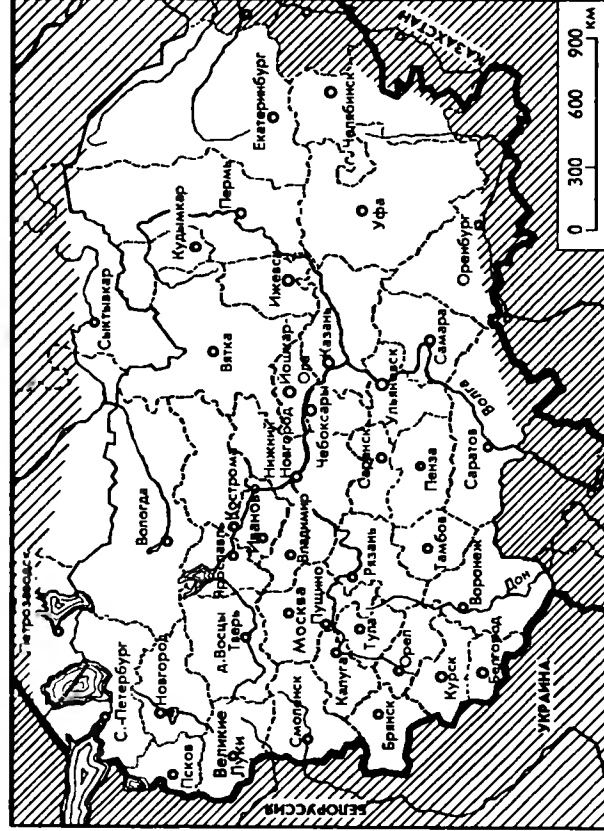 Сыктывкар
С.-Петербург
Вологда
Новгород
Псков
Кудымкар
Пермь
Вятка
Екатеринбург
Кострома
Ярославль
Иваново
д. Восцы
Тверь
Великие
Луки
Нижний
Новгород
Йошкар-
Ола
Ижевск
Казань
Чебоксары
Владимир
Москва
Пущино
Смоленск
Калуга
Тула
Рязань
Челябинск
Уфа
Ульяновск
Саранск
Самара
Пенза
Тамбов
Орел
Брянск
Курск
Белгород
Воронеж
Дон
Саратов
Волга
Оренбург
КАЗАХСТАН
УКРАИНА
БЕЛОРУССИЯ
0 300 600 900
км